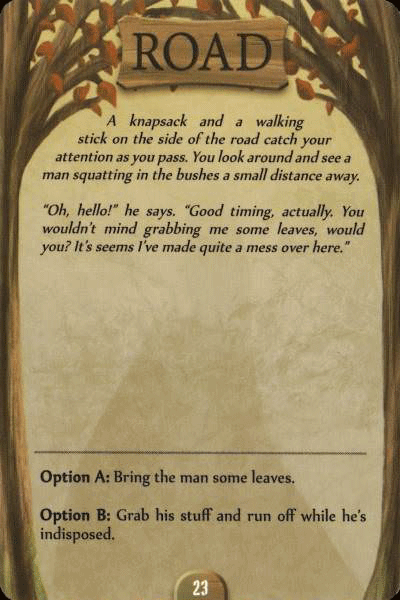 ROAD
A knapsack and a walking
stick on the side of the road catch your
attention as you pass. You look around and see a
man squatting in the bushes a small distance away.
“Oh, hello!” he says. “Good timing, actually. You
wouldn’t mind grabbing me some leaves, would
you? It’s seems I’ve made quite a mess over here.”
Option A: Bring the man some leaves.
Option B: Grab his stuff and run off while he’s
indisposed.
23